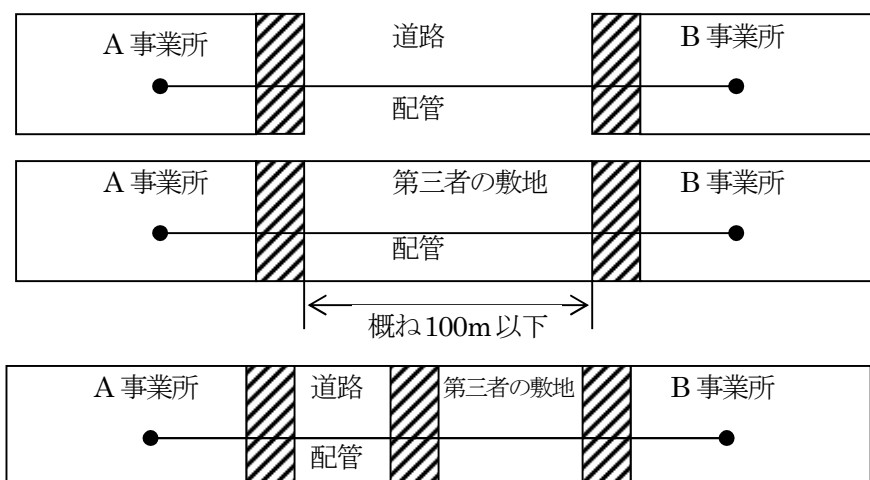 A 事業所 道路 B 事業所
配管
A 事業所 第三者の敷地 B 事業所
配管
概ね 100m 以下
A 事業所 道路 第三者の敷地 B 事業所
配管